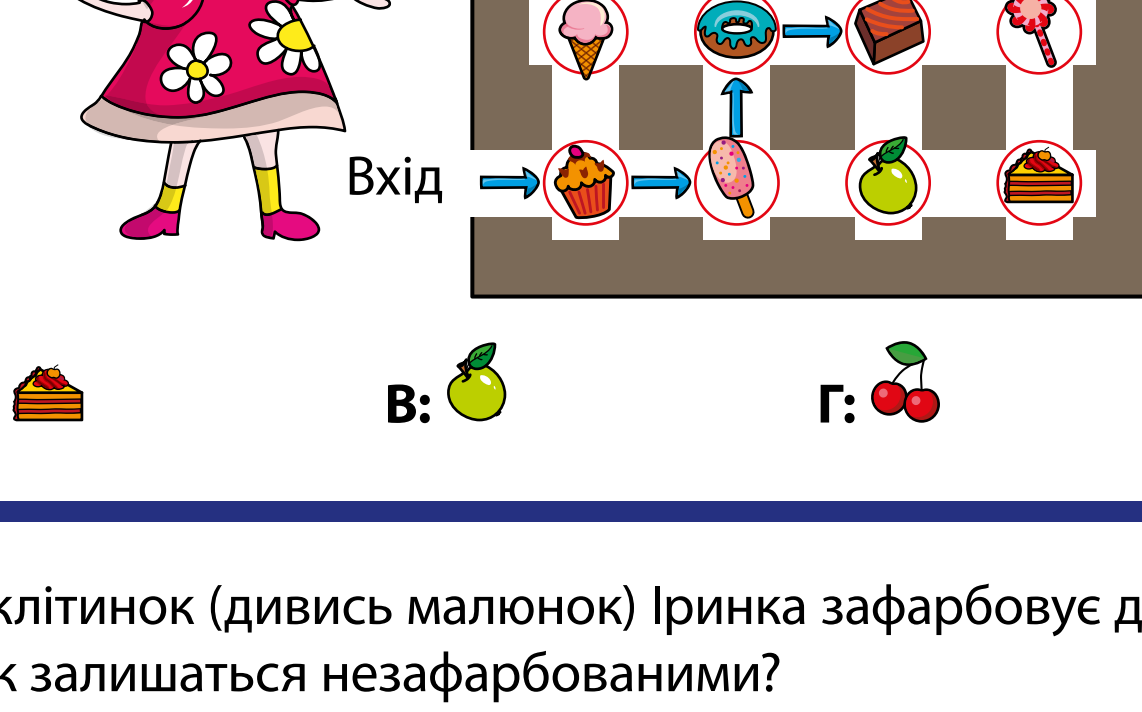 Вхід
В: Г:
клітинок (дивись малюнок) Іринка зафарбовує
залишаться незафарбованими?